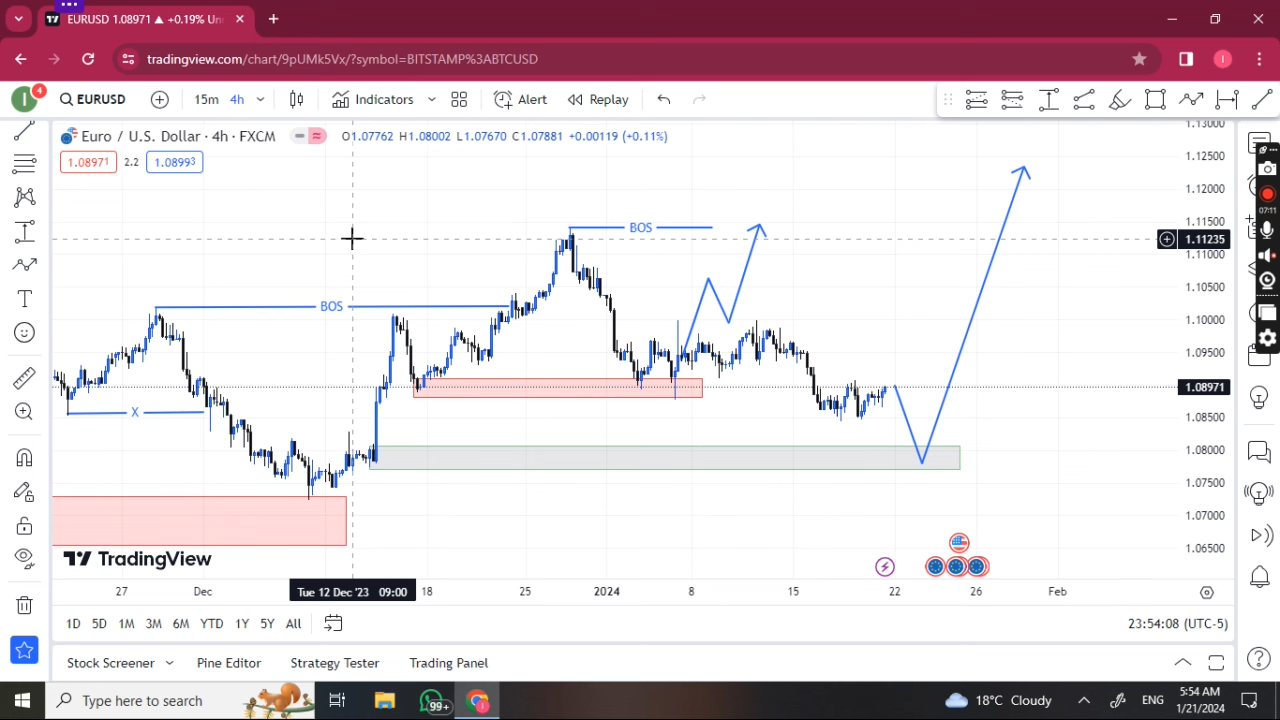 EURUSD 1.08971 ▲ +0.19% Un
tradingview.com/chart/9pUMk5Vx/?symbol=BITSTAMP%3ABTCUSD
I
I
4
EURUSD
15m 4h
Indicators
Alert
Replay
Euro / U.S. Dollar · 4h · FXCM
O1.07762 H1.08002 L1.07670 C1.07881 +0.00119 (+0.11%)
1.08971 2.2 1.08993
1.13000
1.12500
1.12000
1.11500
1.11235
1.11000
1.10500
1.10000
1.09500
1.08971
1.08500
1.08000
1.07500
1.07000
1.06500
07:11
BOS
BOS
X
TradingView
27 Dec Tue 12 Dec '23 09:00 18 25 2024 8 15 22 26 Feb
1D 5D 1M 3M 6M YTD 1Y 5Y All
23:54:08 (UTC-5)
Stock Screener Pine Editor Strategy Tester Trading Panel
Type here to search
99+
18°C Cloudy
ENG
5:54 AM
1/21/2024